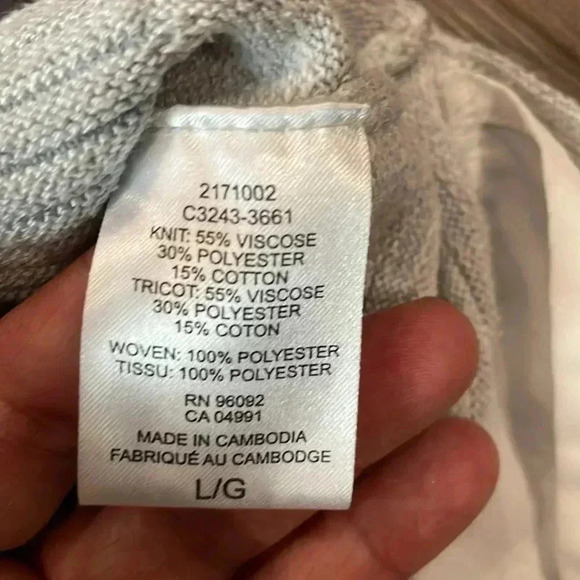 2171002
C3243-3661
KNIT: 55% VISCOSE
30% POLYESTER
15% COTTON
TRICOT: 55% VISCOSE
30% POLYESTER
15% COTON
WOVEN: 100% POLYESTER
TISSU: 100% POLYESTER
RN 96092
CA 04991
MADE IN CAMBODIA
FABRIQUÉ AU CAMBODGE
L/G